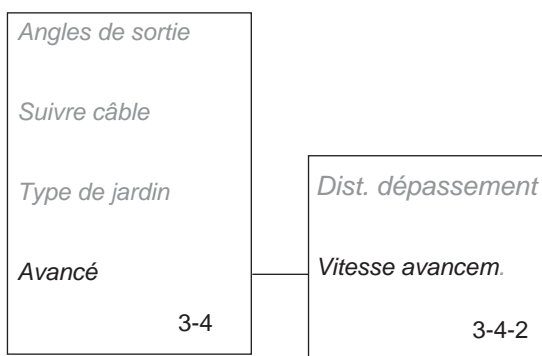 Angles de sortie
Suivre câble
Type de jardin
Avancé
3-4
Dist. dépassement
Vitesse avancem.
3-4-2